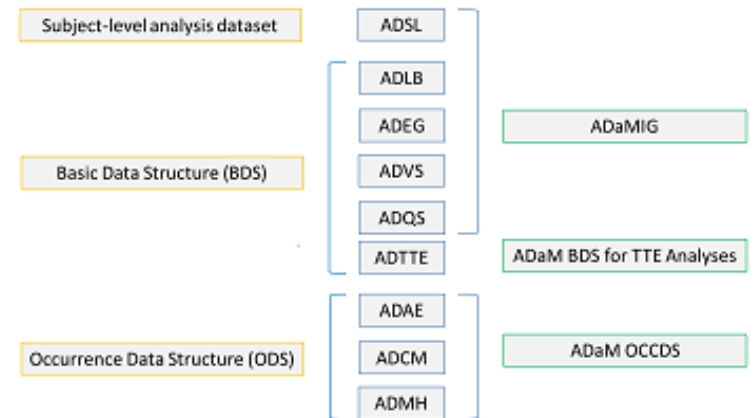 Subject-level analysis dataset
ADSL
ADLB
ADEG
ADaMIG
Basic Data Structure (BDS)
ADVS
ADQS
ADTTE
ADaM BDS for TTE Analyses
ADAE
Occurrence Data Structure (ODS)
ADCM
ADaM OCCDS
ADMH